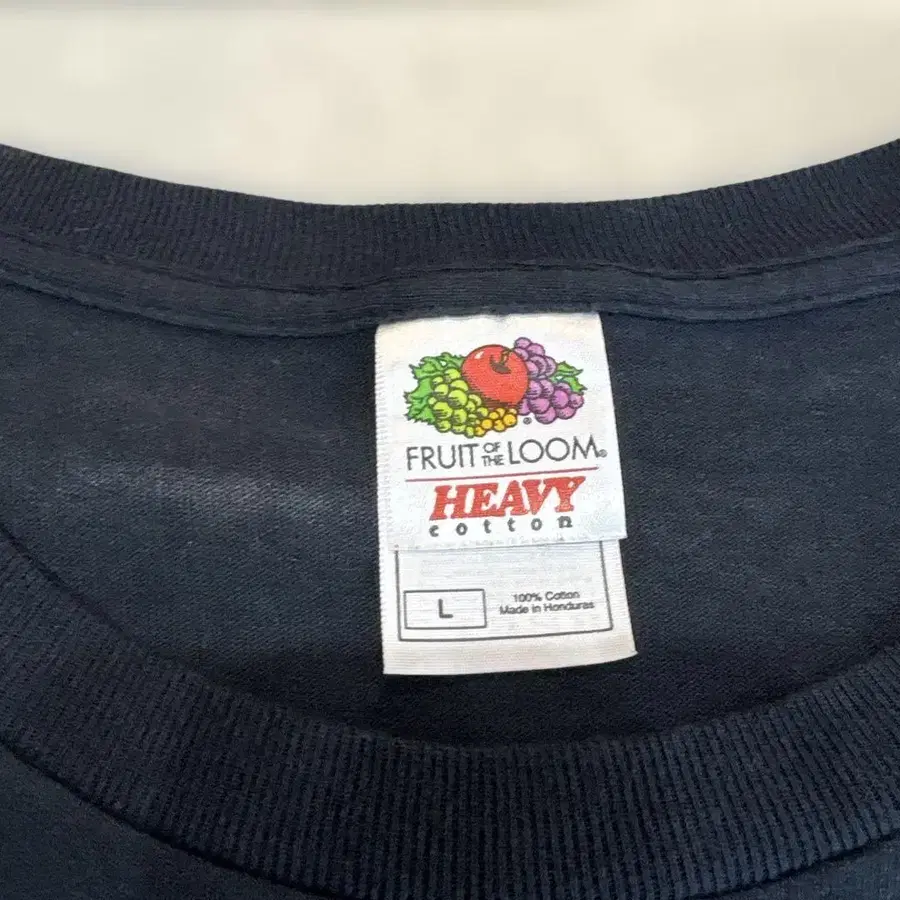 FRUIT OF THE LOOM®
HEAVY
cotton
L
100% Cotton
Made in Honduras